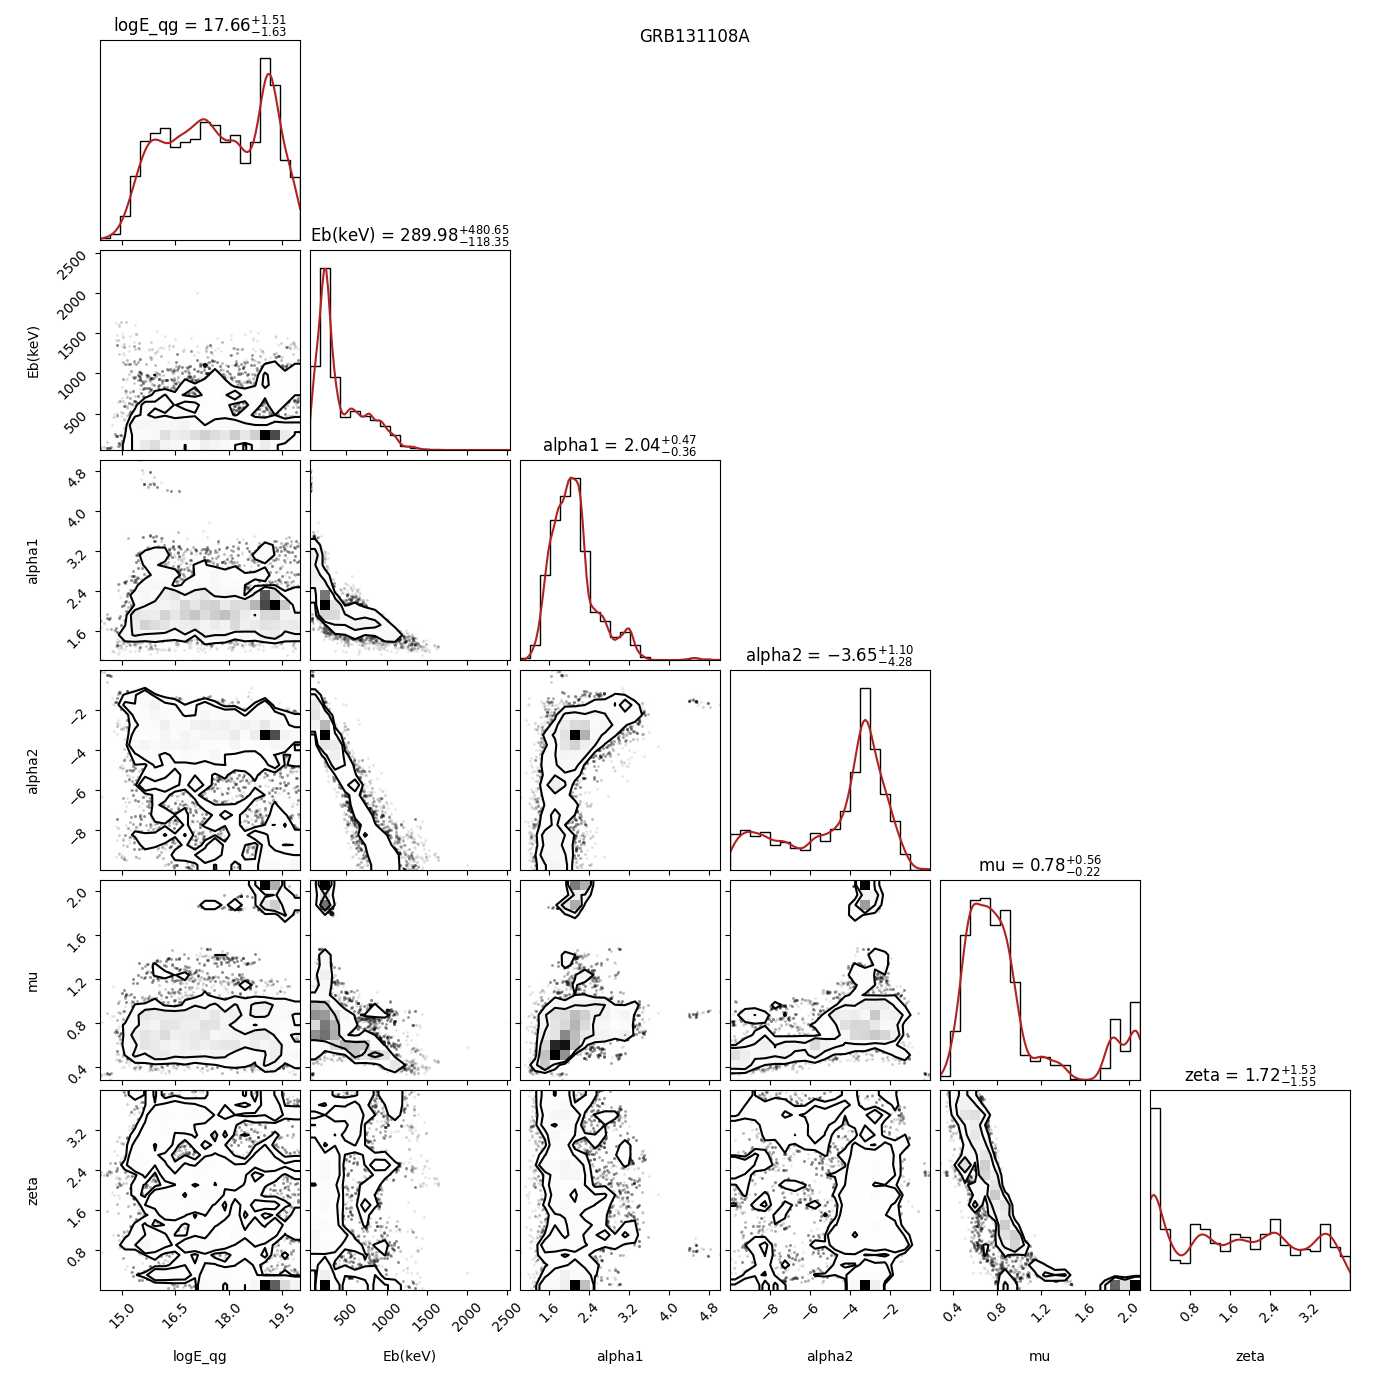 GRB131108A
logE_qg = 17.66+1.51 −1.63
Eb(keV) = 289.98+480.65 −118.35
2500
2000
1500
1000
500
Eb(keV)
alpha1 = 2.04+0.47 −0.36
4.8
4.0
3.2
2.4
1.6
alpha1
alpha2 = −3.65+1.10 −4.28
−2
−4
−6
−8
alpha2
mu = 0.78+0.56 −0.22
2.0
1.6
1.2
0.8
0.4
mu
zeta = 1.72+1.53 −1.55
3.2
2.4
1.6
0.8
zeta
15.0 16.5 18.0 19.5
500 1000 1500 2000 2500
1.6 2.4 3.2 4.0 4.8
−8 −6 −4 −2
0.4 0.8 1.2 1.6 2.0
0.8 1.6 2.4 3.2
logE_qg Eb(keV) alpha1 alpha2 mu zeta